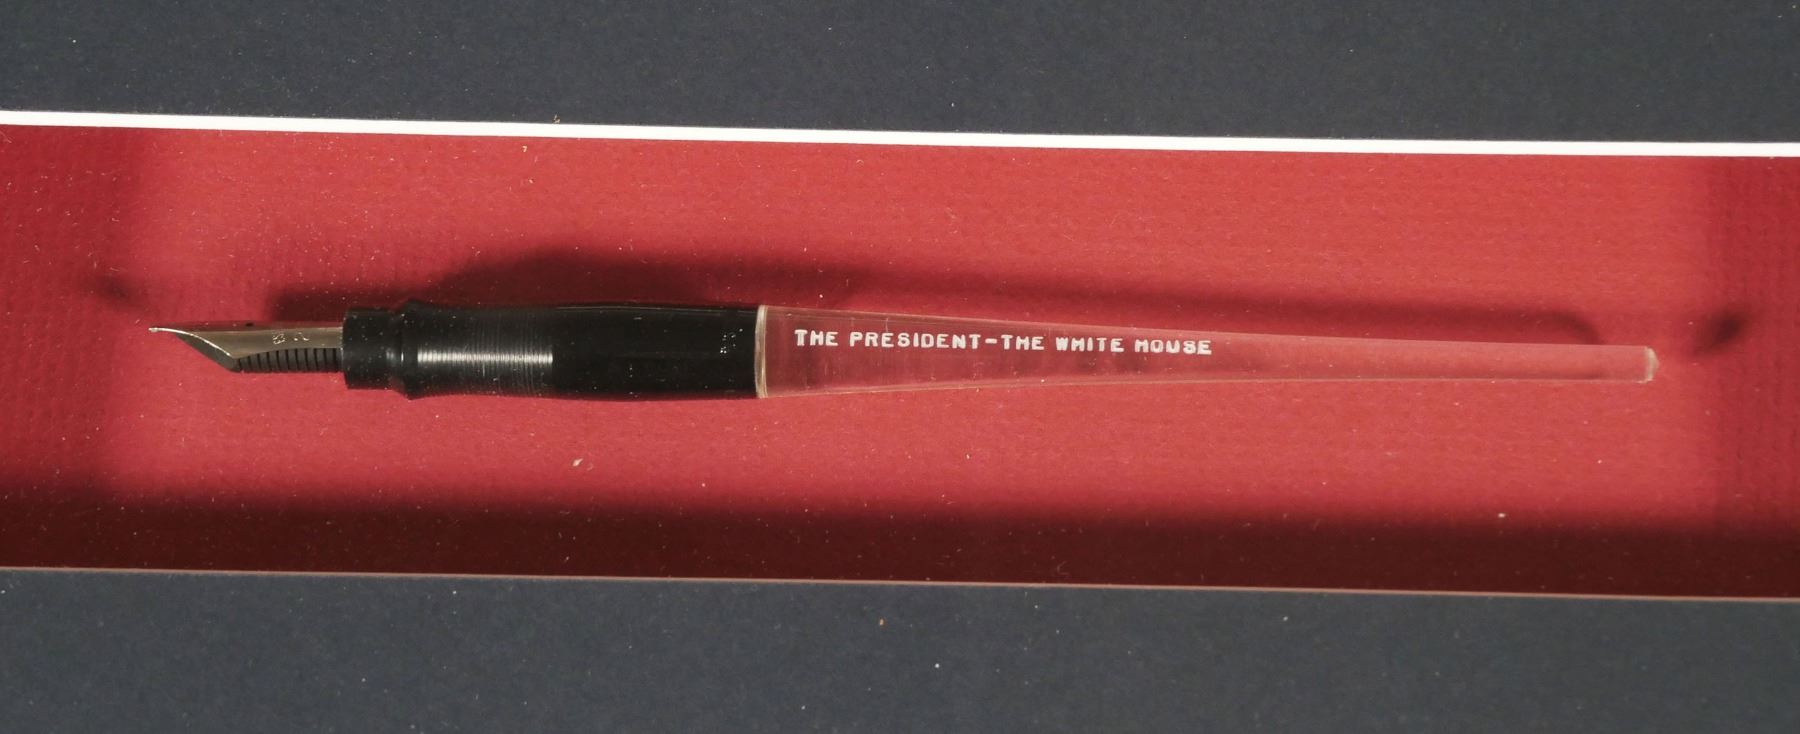 THE PRESIDENT-THE WHITE HOUSE